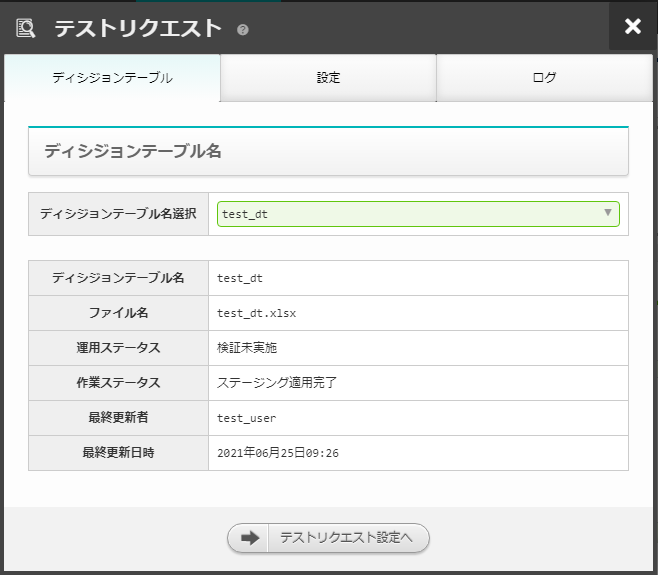 テストリクエスト
ディシジョンテーブル 設定 ログ
ディシジョンテーブル名
ディシジョンテーブル名選択 test_dt
ディシジョンテーブル名 test_dt
ファイル名 test_dt.xlsx
運用ステータス 検証未実施
作業ステータス ステージング適用完了
最終更新者 test_user
最終更新日時 2021年06月25日09:26
テストリクエスト設定へ